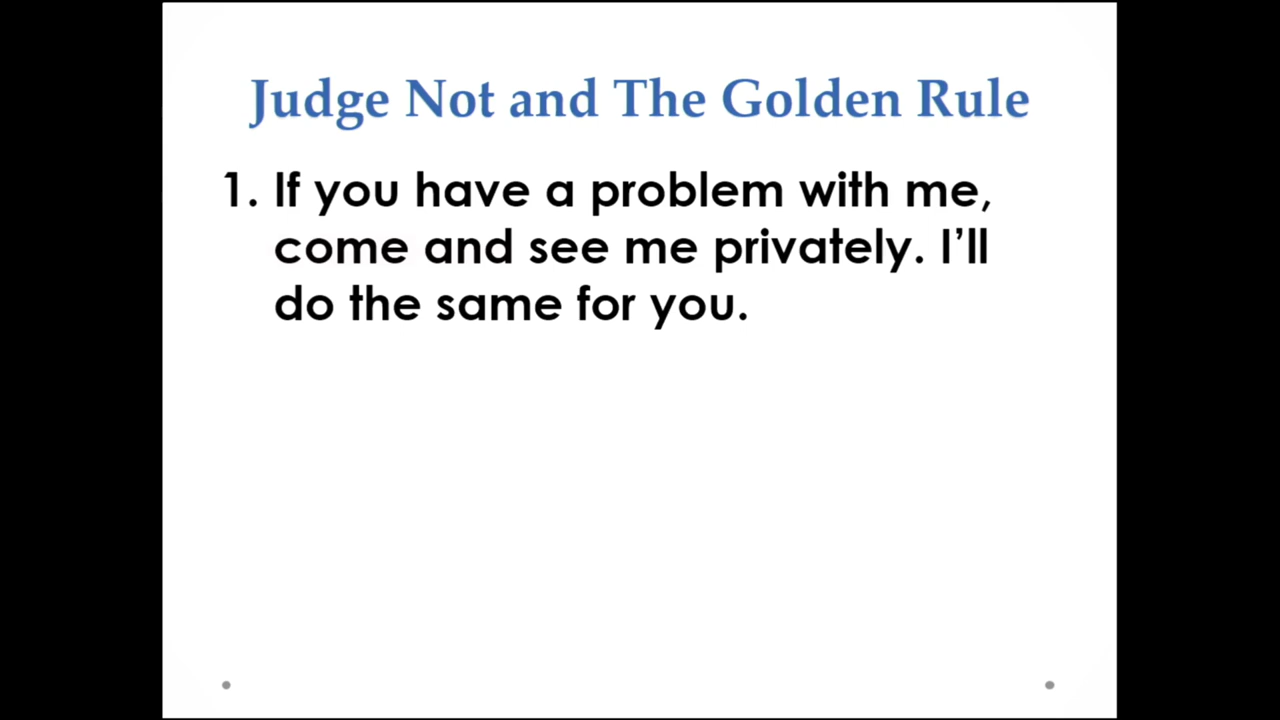 Judge Not and The Golden Rule
1. If you have a problem with me,
come and see me privately. I’ll
do the same for you.